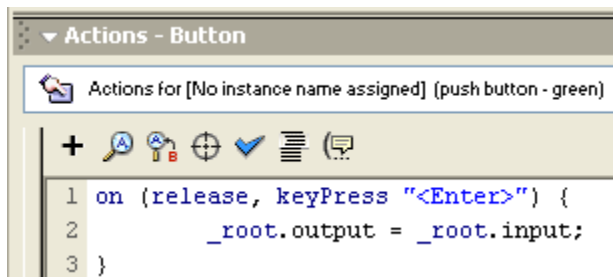 Actions - Button
Actions for [No instance name assigned] (push button - green)
1 on (release, keyPress "<Enter>") {
2 _root.output = _root.input;
3 }